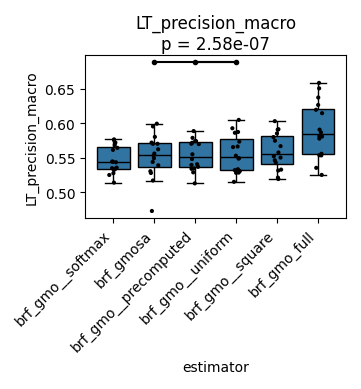 LT_precision_macro
p = 2.58e-07
LT_precision_macro
0.65
0.60
0.55
0.50
brf_gmo__softmax
brf_gmosa
brf_gmo__precomputed
brf_gmo__uniform
brf_gmo__square
brf_gmo_full
estimator